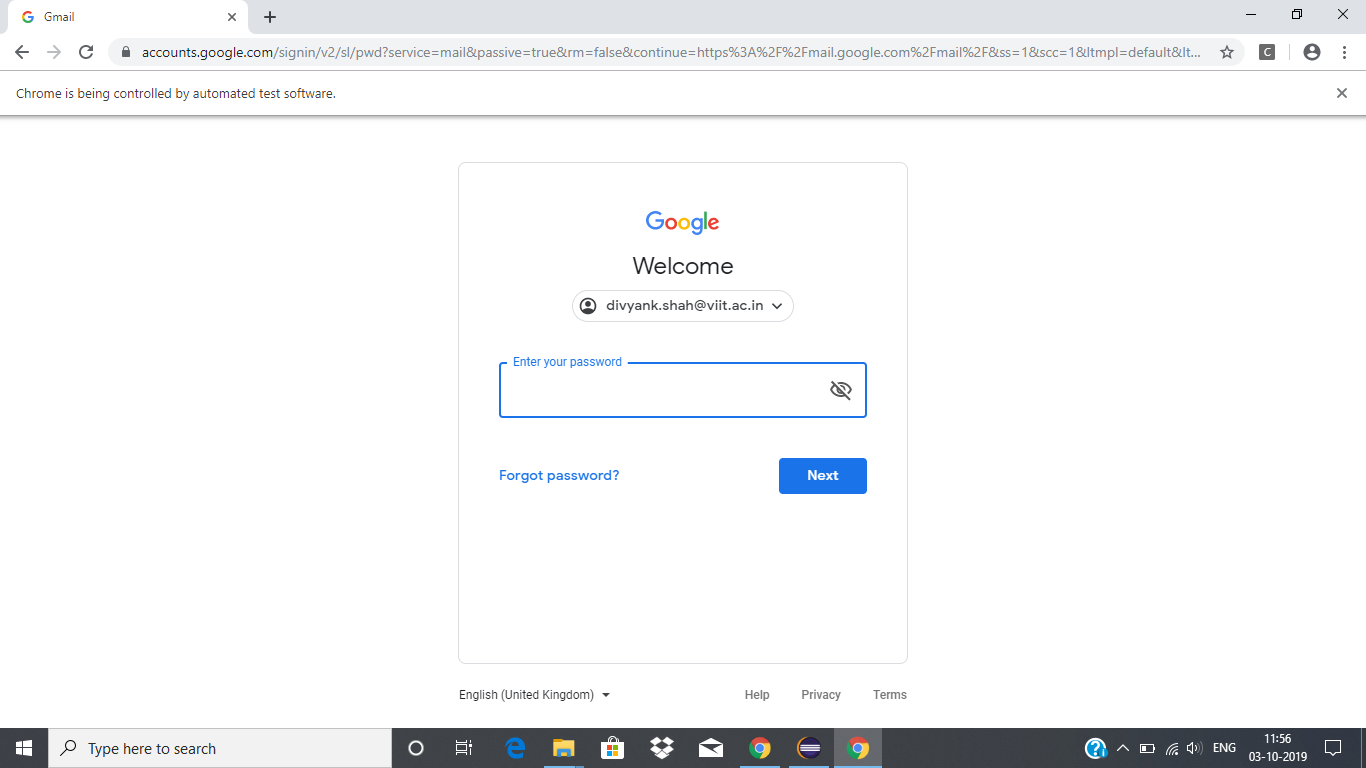 Gmail
accounts.google.com/signin/v2/sl/pwd?service=mail&passive=true&rm=false&continue=https%3A%2F%2Fmail.google.com%2Fmail%2F&ss=1&scc=1&ltmpl=default&lt...
C
Chrome is being controlled by automated test software.
Google
Welcome
divyank.shah@viit.ac.in
Enter your password
Forgot password?
Next
English (United Kingdom)
Help Privacy Terms
Type here to search
ENG
11:56
03-10-2019